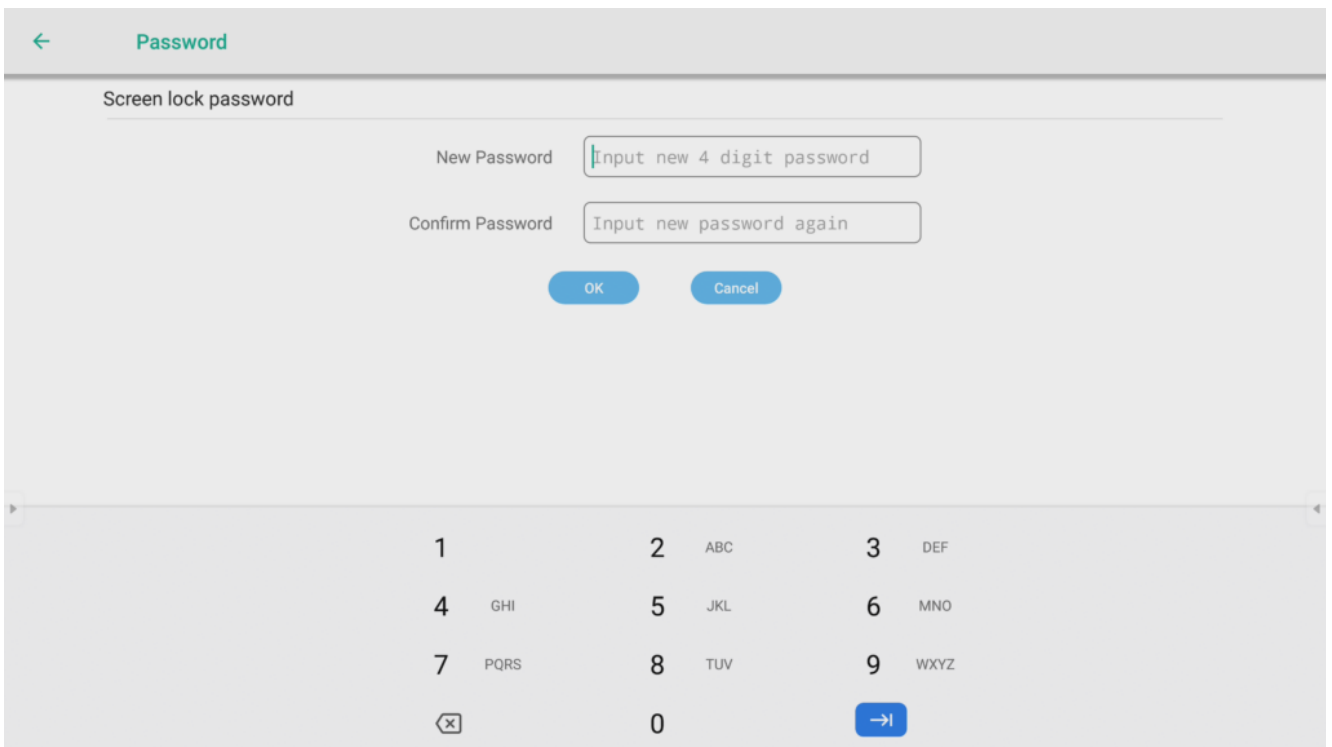 Password
Screen lock password
New Password Input new 4 digit password
Confirm Password Input new password again
OK Cancel
1 2 ABC 3 DEF
4 GHI 5 JKL 6 MNO
7 PQRS 8 TUV 9 WXYZ
0